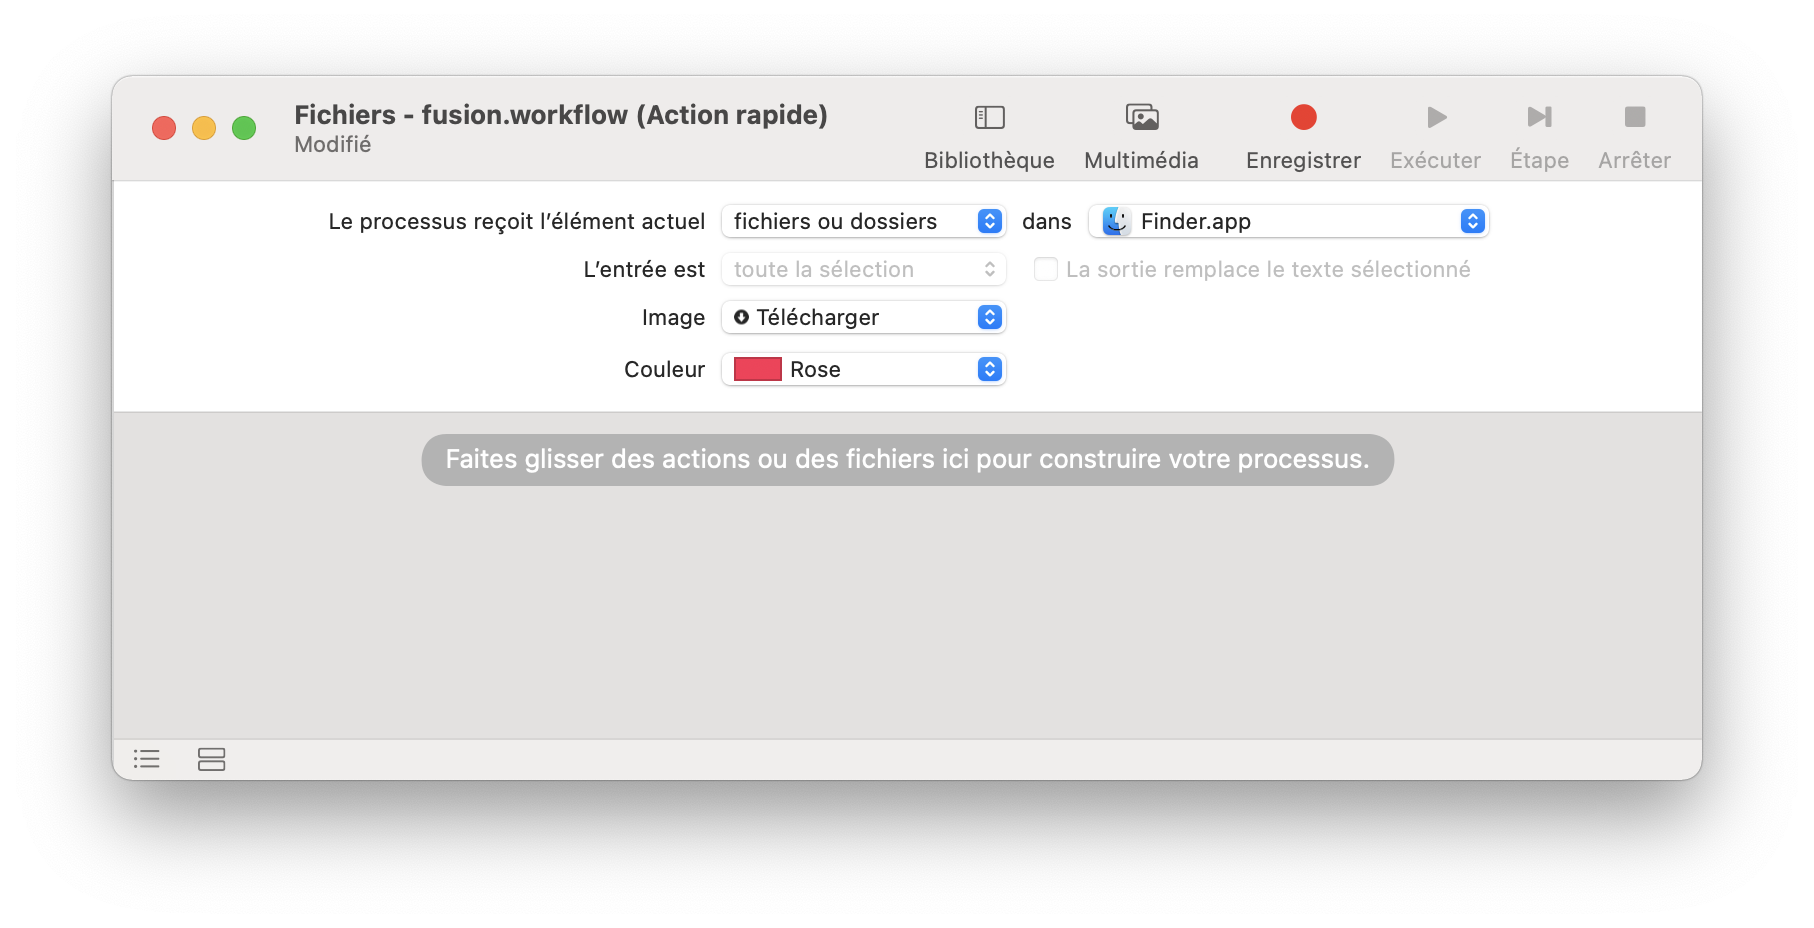 Fichiers - fusion.workflow (Action rapide)
Modifié
Bibliothèque Multimédia Enregistrer Exécuter Étape Arrêter
Le processus reçoit l’élément actuel fichiers ou dossiers dans Finder.app
L’entrée est toute la sélection La sortie remplace le texte sélectionné
Image Télécharger
Couleur Rose
Faites glisser des actions ou des fichiers ici pour construire votre processus.